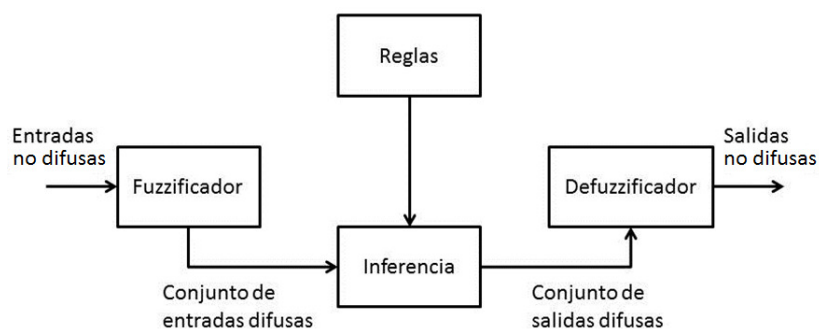 Reglas
Entradas
no difusas
Fuzzificador
Salidas
no difusas
Defuzzificador
Inferencia
Conjunto de
entradas difusas
Conjunto de
salidas difusas